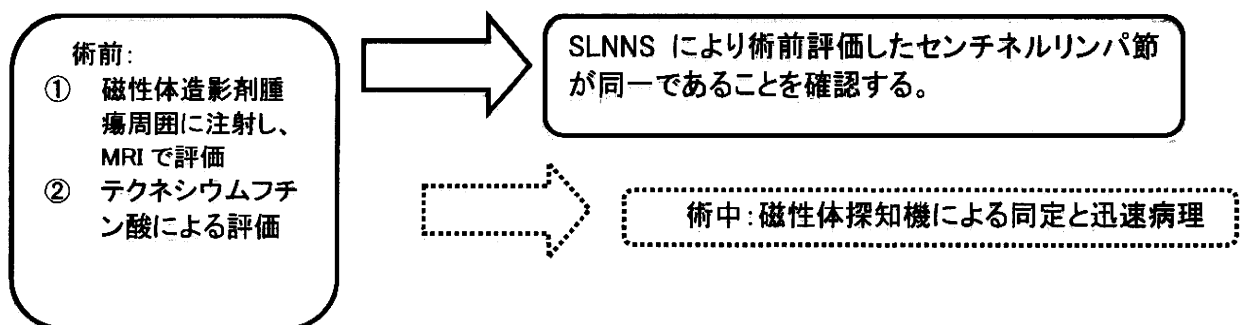 術前:
① 磁性体造影剤腫
瘍周囲に注射し、
MRIで評価
② テクネシウムフチ
ン酸による評価
SLNNS により術前評価したセンチネルリンパ節
が同一であることを確認する。
術中:磁性体探知機による同定と迅速病理